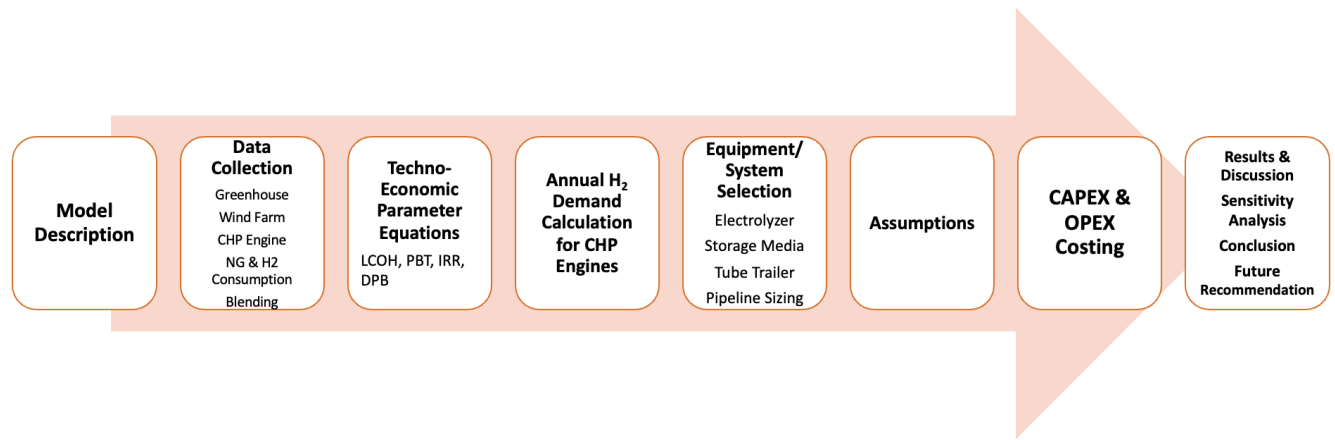 Model
Description
Data
Collection
Greenhouse
Wind Farm
CHP Engine
NG & H2
Consumption
Blending
Techno-
Economic
Parameter
Equations
LCOH, PBT, IRR,
DPB
Annual H₂
Demand
Calculation
for CHP
Engines
Equipment/
System
Selection
Electrolyzer
Storage Media
Tube Trailer
Pipeline Sizing
Assumptions
CAPEX &
OPEX
Costing
Results &
Discussion
Sensitivity
Analysis
Conclusion
Future
Recommendation